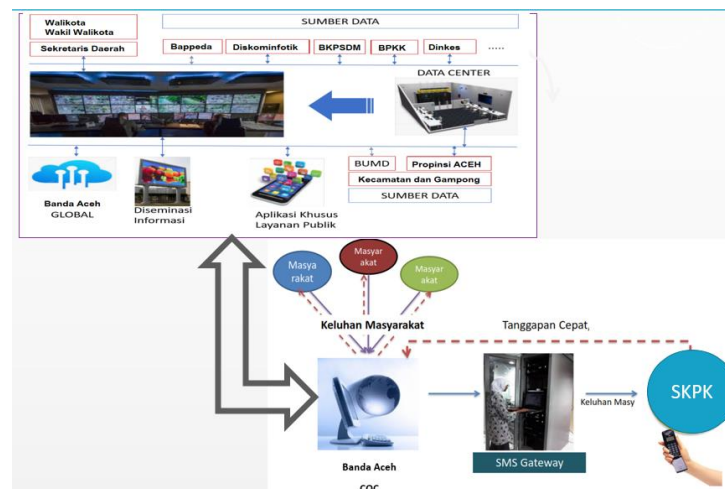 Walikota
Wakil Walikota
Sekretaris Daerah
SUMBER DATA
Bappeda
Diskominfotik
BKPSDM
BPKK
Dinkes
.....
DATA CENTER
Banda Aceh
GLOBAL
Diseminasi
Informasi
Aplikasi Khusus
Layanan Publik
BUMD
Propinsi ACEH
Kecamatan dan Gampong
SUMBER DATA
Masya
rakat
Masyar
akat
Masyar
akat
Keluhan Masyarakat
Tanggapan Cepat,
Keluhan Masy
SKPK
SMS Gateway
Banda Aceh
COC